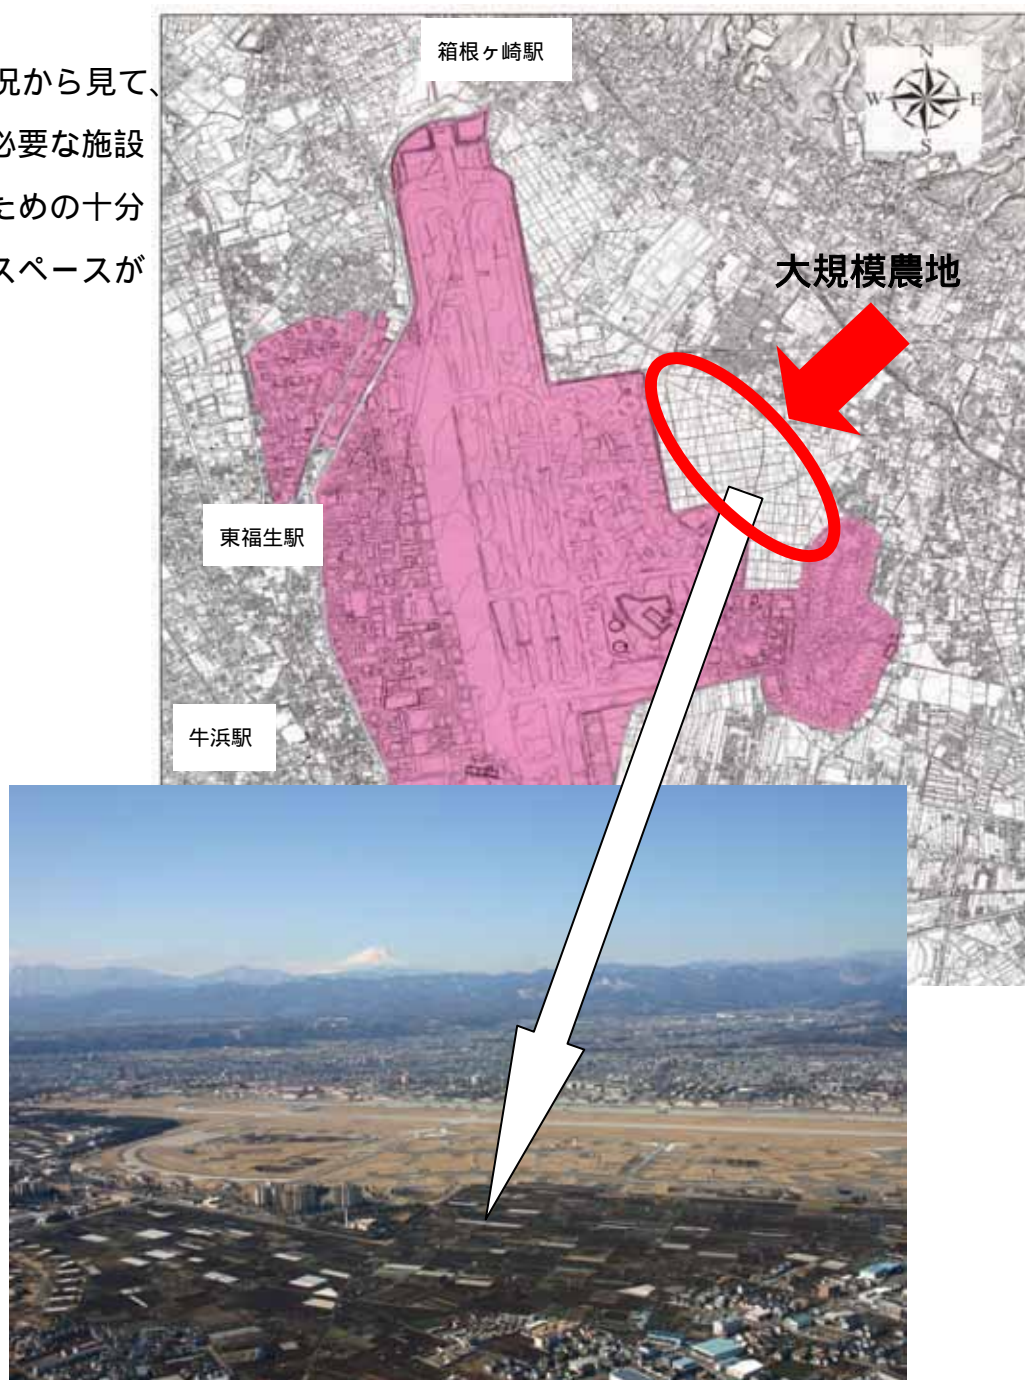 況から見て、
必要な施設
ための十分
スペースが
箱根ヶ崎駅
N
W
E
S
大規模農地
東福生駅
牛浜駅